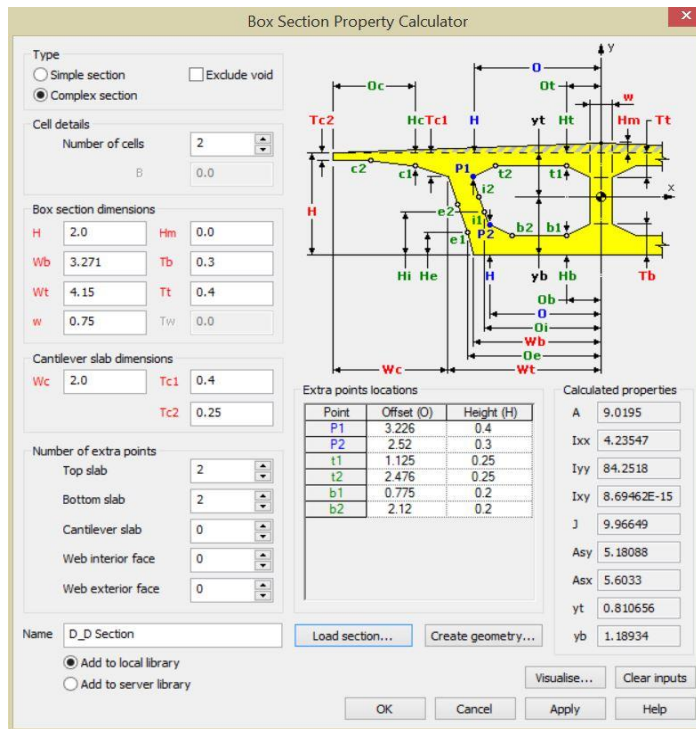 Box Section Property Calculator
Type
Simple section
Exclude void
Complex section
Cell details
Number of cells 2
B 0.0
Box section dimensions
H 2.0 Hm 0.0
Wb 3.271 Tb 0.3
Wt 4.15 Tt 0.4
w 0.75 Tw 0.0
Cantilever slab dimensions
Wc 2.0 Tc1 0.4
Tc2 0.25
Number of extra points
Top slab 2
Bottom slab 2
Cantilever slab 0
Web interior face 0
Web exterior face 0
Name D_D Section
Add to local library
Add to server library
y
O
Oc Ot w
Tc2 Hc Tc1 H yt Ht Hm Tt
c2 c1 P1 t2 t1
i2 x
H e2 i1 P2 b2 b1
e1
Hi He H yb Hb Tb
Ob
O
Oi
Wb
Oe
Wc Wt
Extra points locations
Point Offset (O) Height (H)
P1 3.226 0.4
P2 2.52 0.3
t1 1.125 0.25
t2 2.476 0.25
b1 0.775 0.2
b2 2.12 0.2
Calculated properties
A 9.0195
Ixx 4.23547
Iyy 84.2518
Ixy 8.69462E-15
J 9.96649
Asy 5.18088
Asx 5.6033
yt 0.810656
yb 1.18934
Load section... Create geometry...
Visualise... Clear inputs
OK Cancel Apply Help